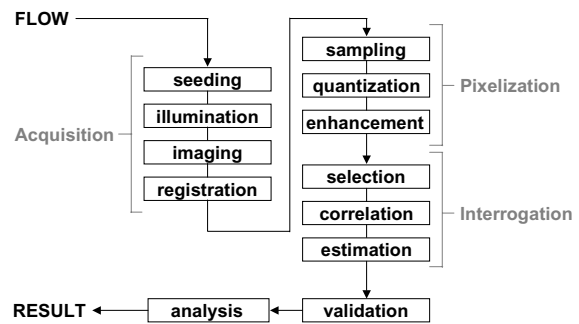 FLOW
Acquisition
seeding
illumination
imaging
registration
sampling
quantization
enhancement
Pixelization
selection
correlation
estimation
Interrogation
validation
analysis
RESULT